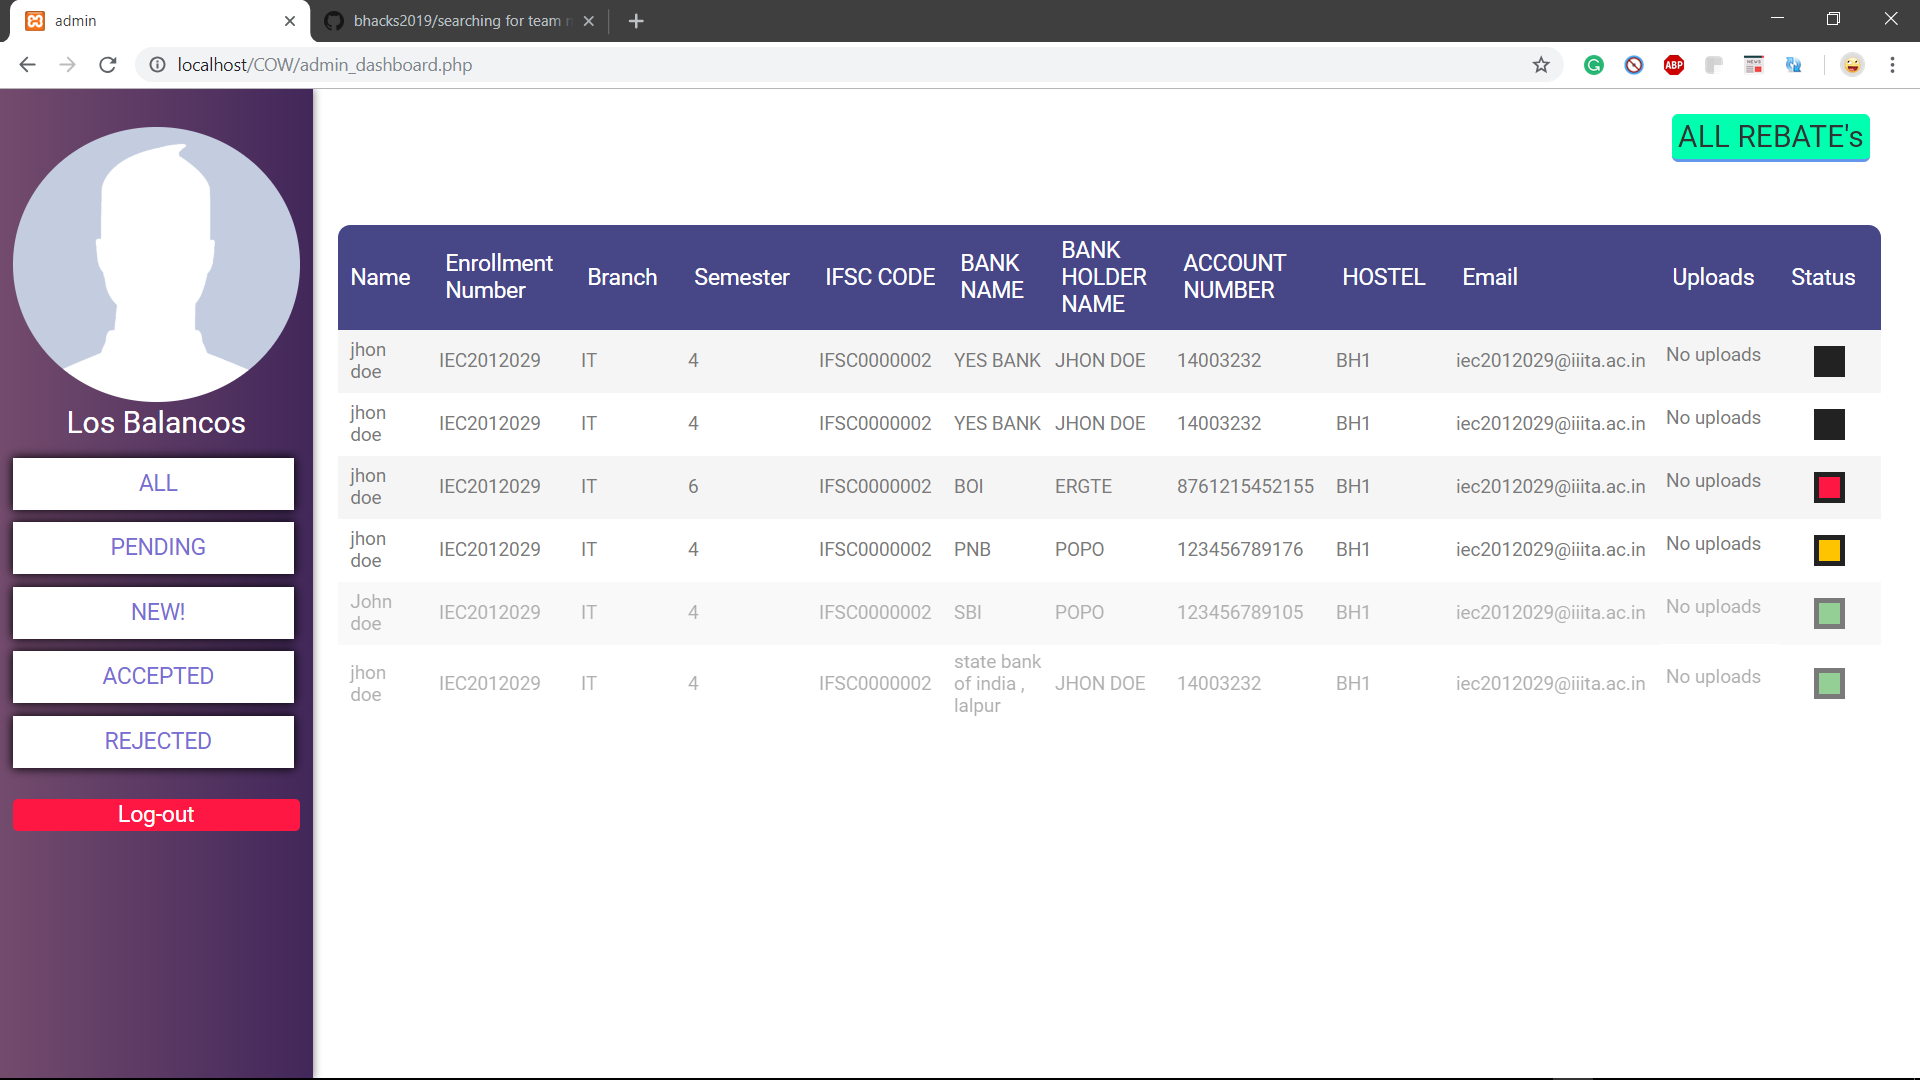 admin
bhacks2019/searching for team
localhost/COW/admin_dashboard.php
ABP
NEWS
ALL REBATE's
Los Balancos
ALL
PENDING
NEW!
ACCEPTED
REJECTED
Log-out
Name Enrollment Number Branch Semester IFSC CODE BANK NAME BANK HOLDER NAME ACCOUNT NUMBER HOSTEL Email Uploads Status
jhon doe IEC2012029 IT 4 IFSC0000002 YES BANK JHON DOE 14003232 BH1 iec2012029@iiita.ac.in No uploads
jhon doe IEC2012029 IT 4 IFSC0000002 YES BANK JHON DOE 14003232 BH1 iec2012029@iiita.ac.in No uploads
jhon doe IEC2012029 IT 6 IFSC0000002 BOI ERGTE 8761215452155 BH1 iec2012029@iiita.ac.in No uploads
jhon doe IEC2012029 IT 4 IFSC0000002 PNB POPO 123456789176 BH1 iec2012029@iiita.ac.in No uploads
John doe IEC2012029 IT 4 IFSC0000002 SBI POPO 123456789105 BH1 iec2012029@iiita.ac.in No uploads
jhon doe IEC2012029 IT 4 IFSC0000002 state bank of india , lalpur JHON DOE 14003232 BH1 iec2012029@iiita.ac.in No uploads